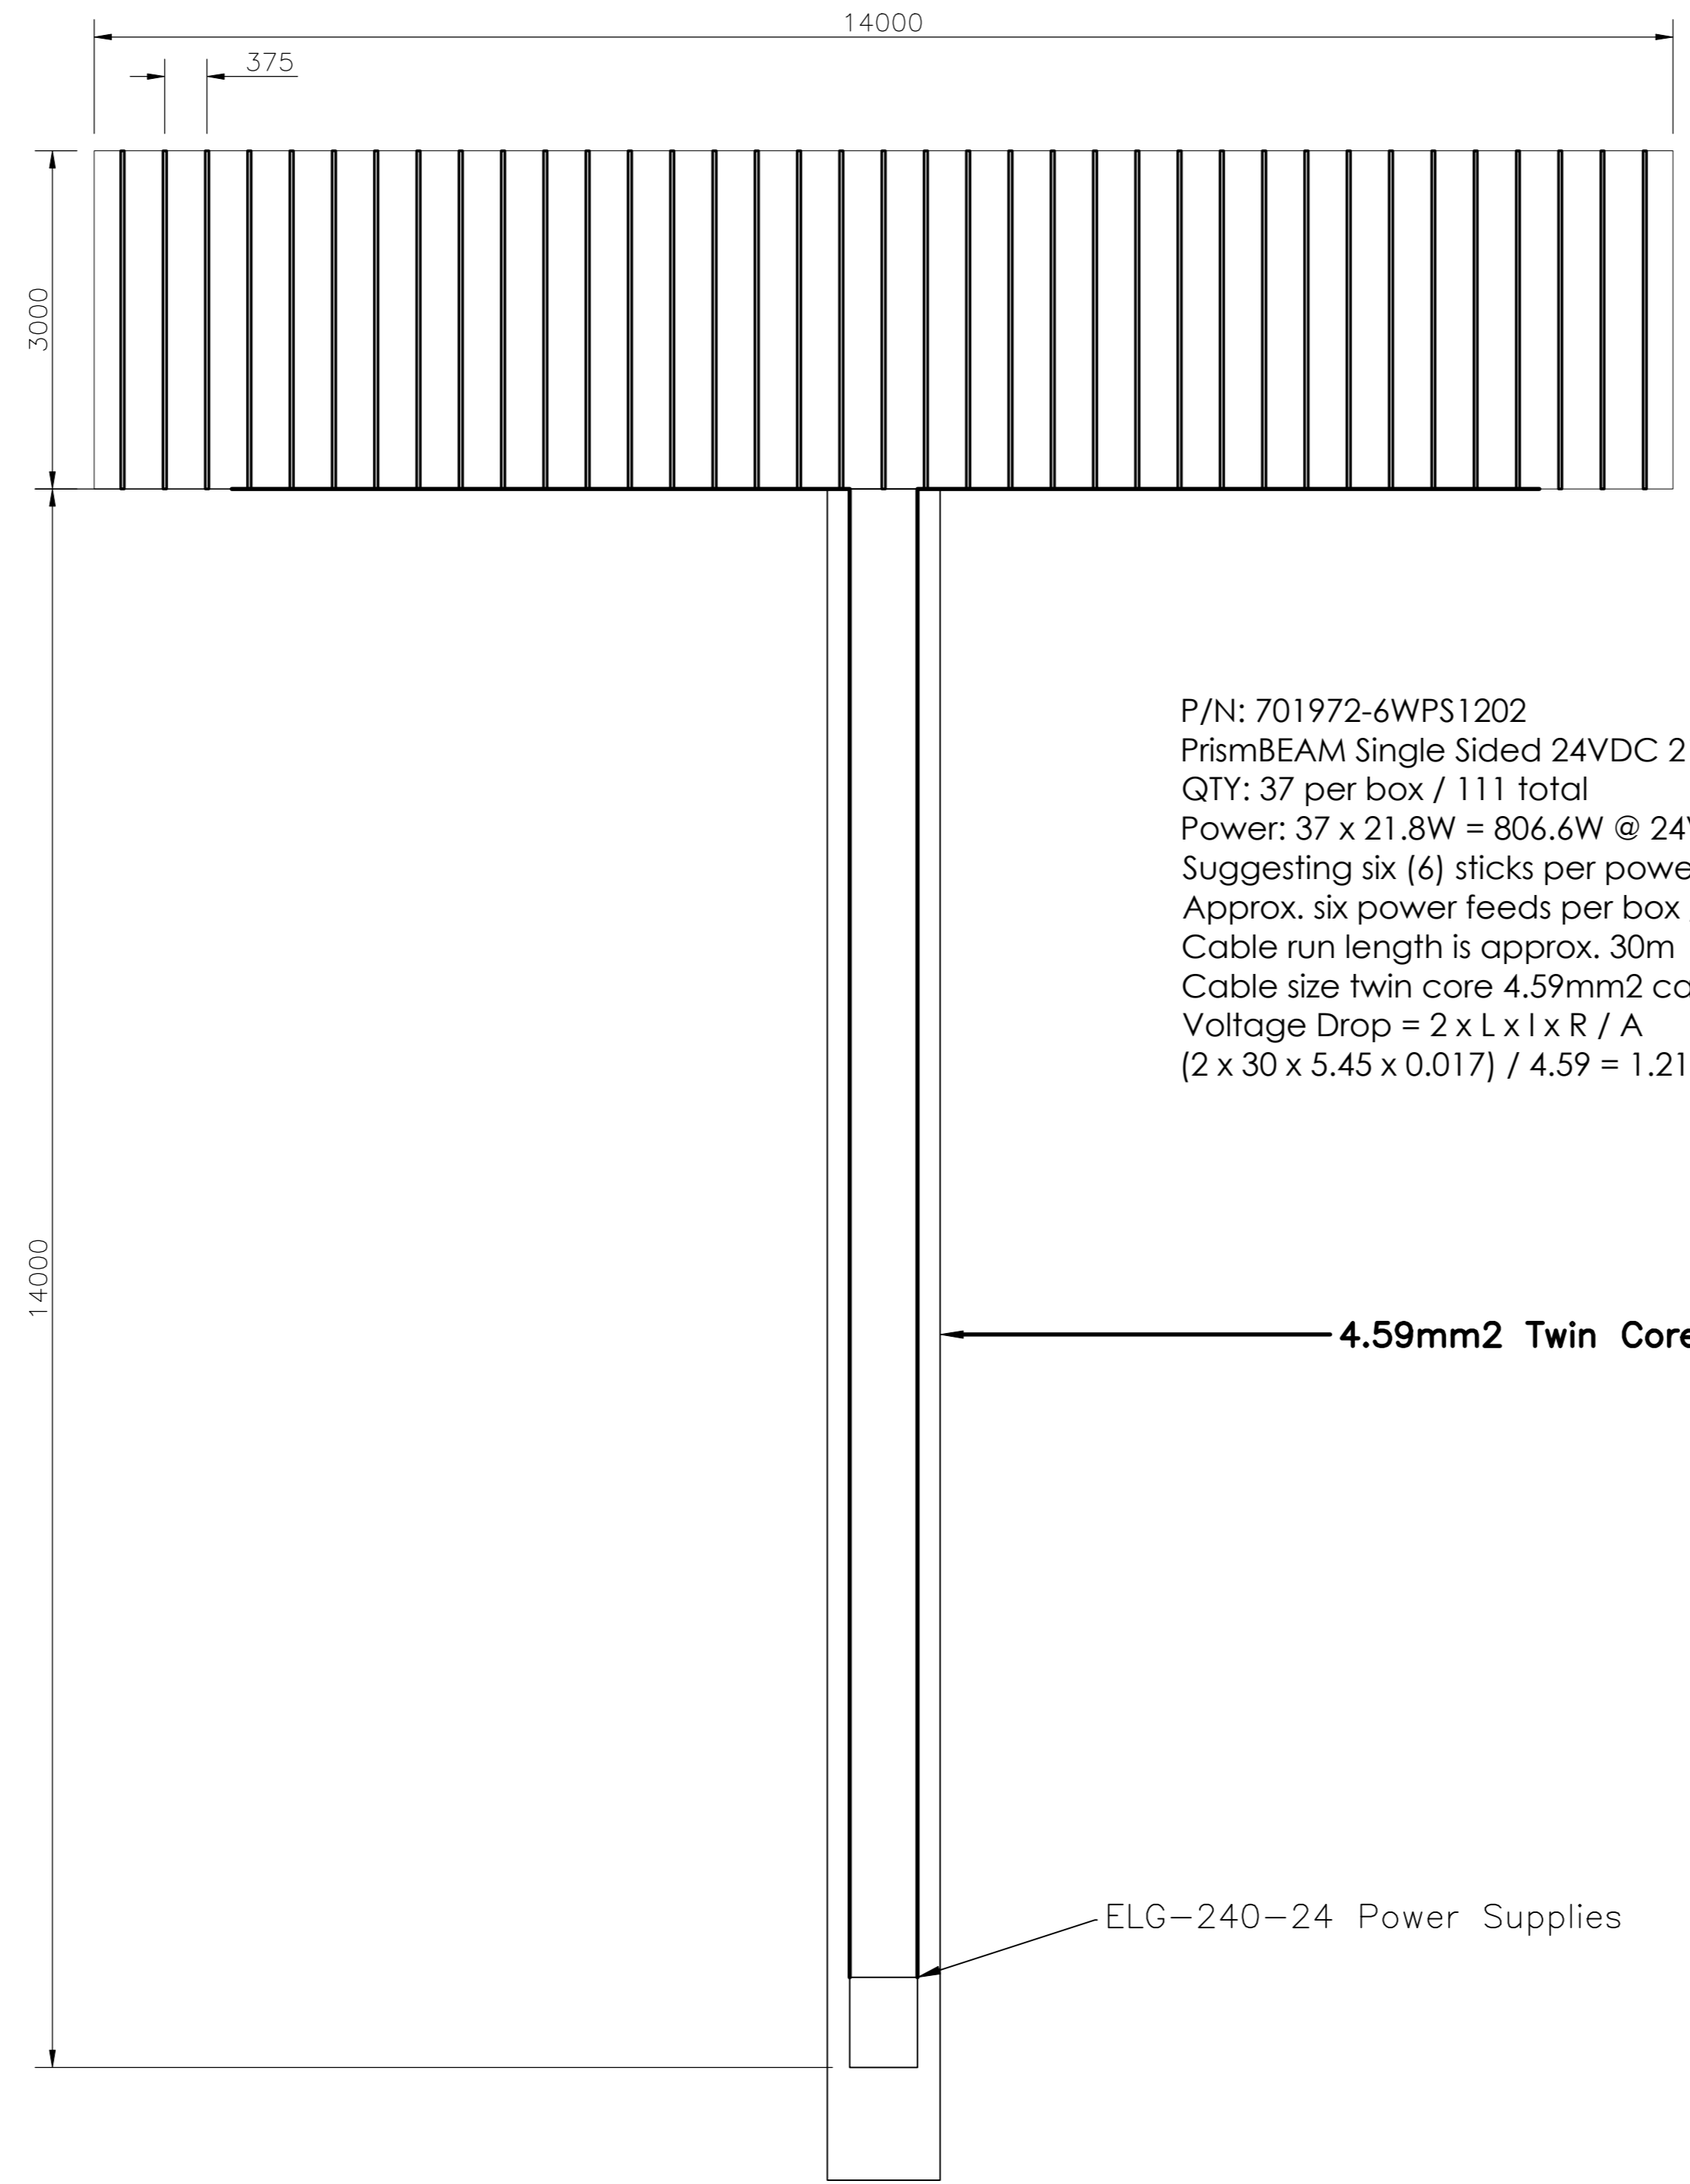 14000
375
3000
P/N: 701972-6WPS1202
PrismBEAM Single Sided 24VDC 2
QTY: 37 per box / 111 total
Power: 37 x 21.8W = 806.6W @ 24V
Suggesting six (6) sticks per powe
Approx. six power feeds per box
Cable run length is approx. 30m
Cable size twin core 4.59mm2 ca
Voltage Drop = 2 x L x I x R / A
(2 x 30 x 5.45 x 0.017) / 4.59 = 1.21
14000
4.59mm2 Twin Core
ELG-240-24 Power Supplies